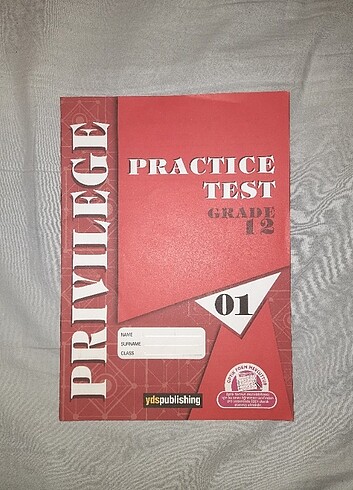 PRIVILEGE
PRACTICE
TEST
GRADE
12
01
NAME
SURNAME
CLASS
ydspublishing